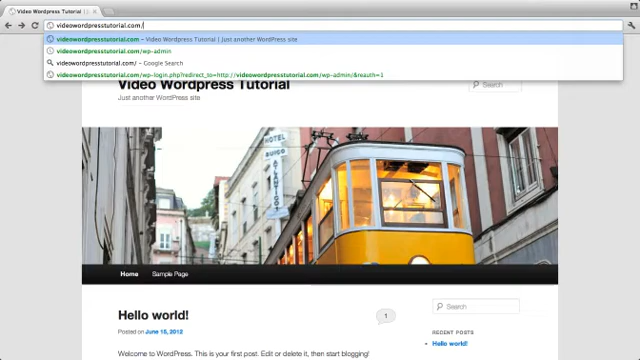 Video Wordpress Tutorial | J
videowordpresstutorial.com/
videowordpresstutorial.com – Video Wordpress Tutorial | Just another WordPress site
videowordpresstutorial.com/wp-admin
videowordpresstutorial.com/ – Google Search
videowordpresstutorial.com/wp-login.php?redirect_to=http://videowordpresstutorial.com/wp-admin/&reauth=1
Video Wordpress Tutorial
Just another WordPress site
Search
HOTEL
SUIÇO
ATLANTICO
Home
Sample Page
Hello world!
1
Search
Posted on June 15, 2012
RECENT POSTS
Hello world!
Welcome to WordPress. This is your first post. Edit or delete it, then start blogging!